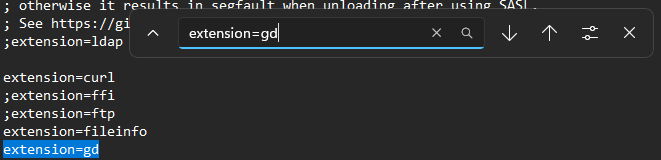 ; otherwise it results in segfault when unloading after using SASL.
; See https://gi
;extension=ldap
extension=gd
extension=curl
;extension=ffi
;extension=ftp
extension=fileinfo
extension=gd